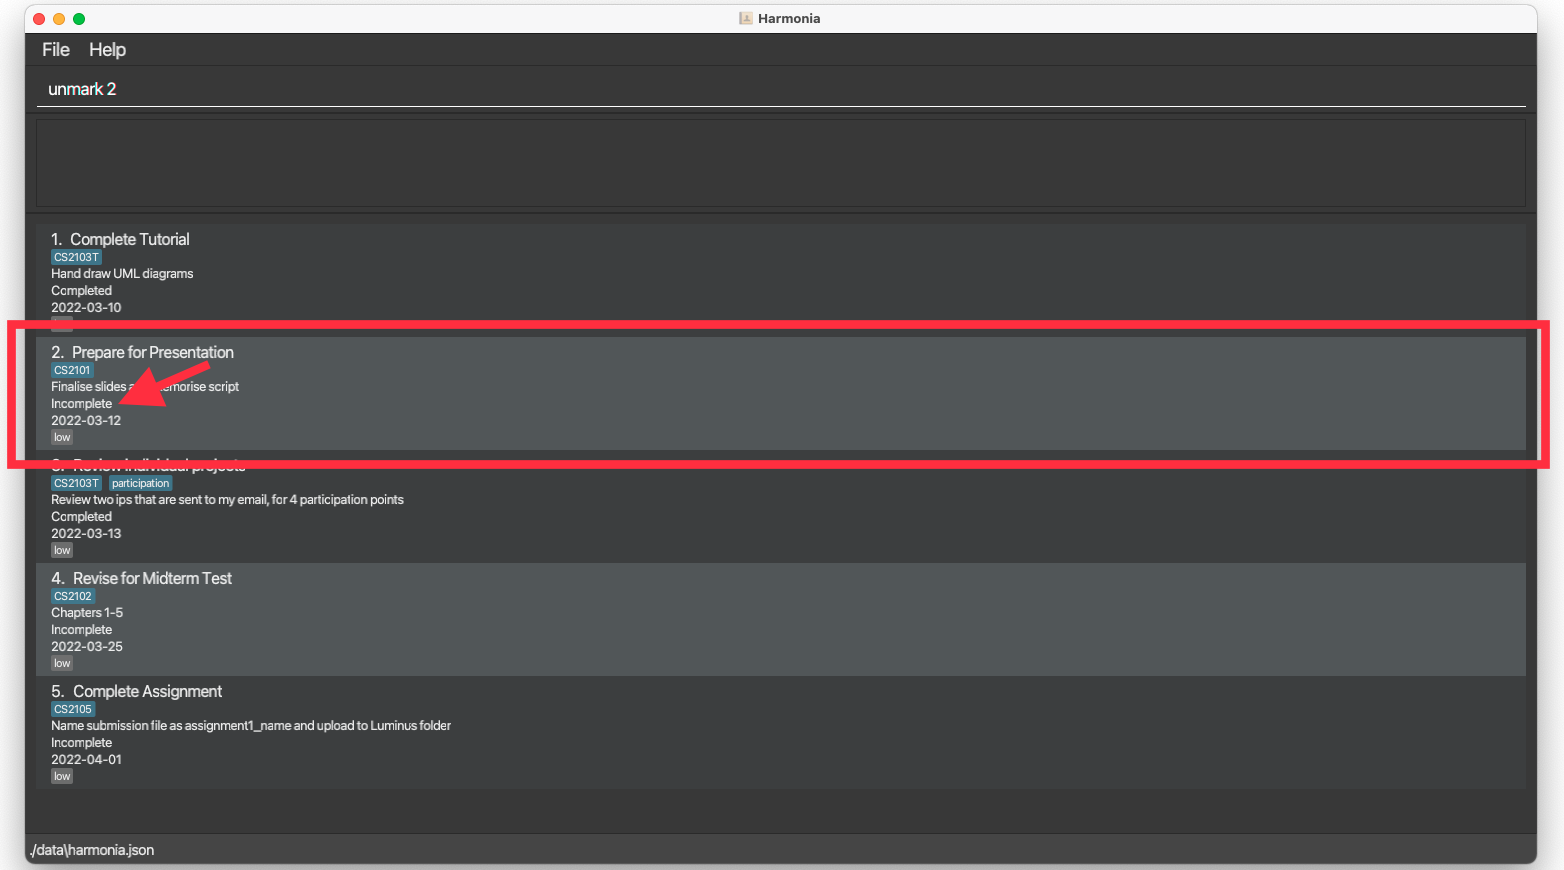 Harmonia
File Help
unmark 2
1. Complete Tutorial
CS2103T
Hand draw UML diagrams
Completed
2022-03-10
2. Prepare for Presentation
CS2101
Finalise slides a emorise script
Incomplete
2022-03-12
low
3. Review individual projects
CS2103T participation
Review two ips that are sent to my email, for 4 participation points
Completed
2022-03-13
low
4. Revise for Midterm Test
CS2102
Chapters 1-5
Incomplete
2022-03-25
low
5. Complete Assignment
CS2105
Name submission file as assignment1_name and upload to Luminus folder
Incomplete
2022-04-01
low
./data\harmonia.json